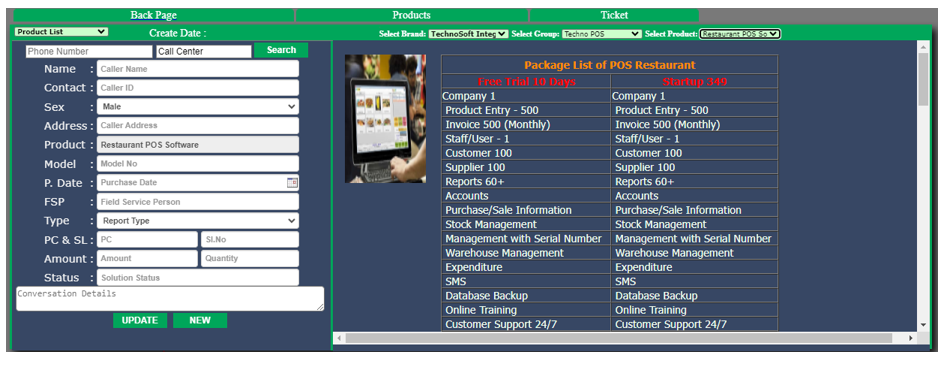 Back Page Products Ticket
Product List Create Date :
Select Brand: TechnoSoft Integ Select Group: Techno POS Select Product: Restaurant POS So
Phone Number Call Center Search
Name : Caller Name
Contact : Caller ID
Sex : Male
Address : Caller Address
Product : Restaurant POS Software
Model : Model No
P. Date : Purchase Date
FSP : Field Service Person
Type : Report Type
PC & SL : PC Sl.No
Amount : Amount Quantity
Status : Solution Status
Conversation Details
UPDATE NEW
Package List of POS Restaurant
Free Trial 10 Days Startup 349
Company 1 Company 1
Product Entry - 500 Product Entry - 500
Invoice 500 (Monthly) Invoice 500 (Monthly)
Staff/User - 1 Staff/User - 1
Customer 100 Customer 100
Supplier 100 Supplier 100
Reports 60+ Reports 60+
Accounts Accounts
Purchase/Sale Information Purchase/Sale Information
Stock Management Stock Management
Management with Serial Number Management with Serial Number
Warehouse Management Warehouse Management
Expenditure Expenditure
SMS SMS
Database Backup Database Backup
Online Training Online Training
Customer Support 24/7 Customer Support 24/7